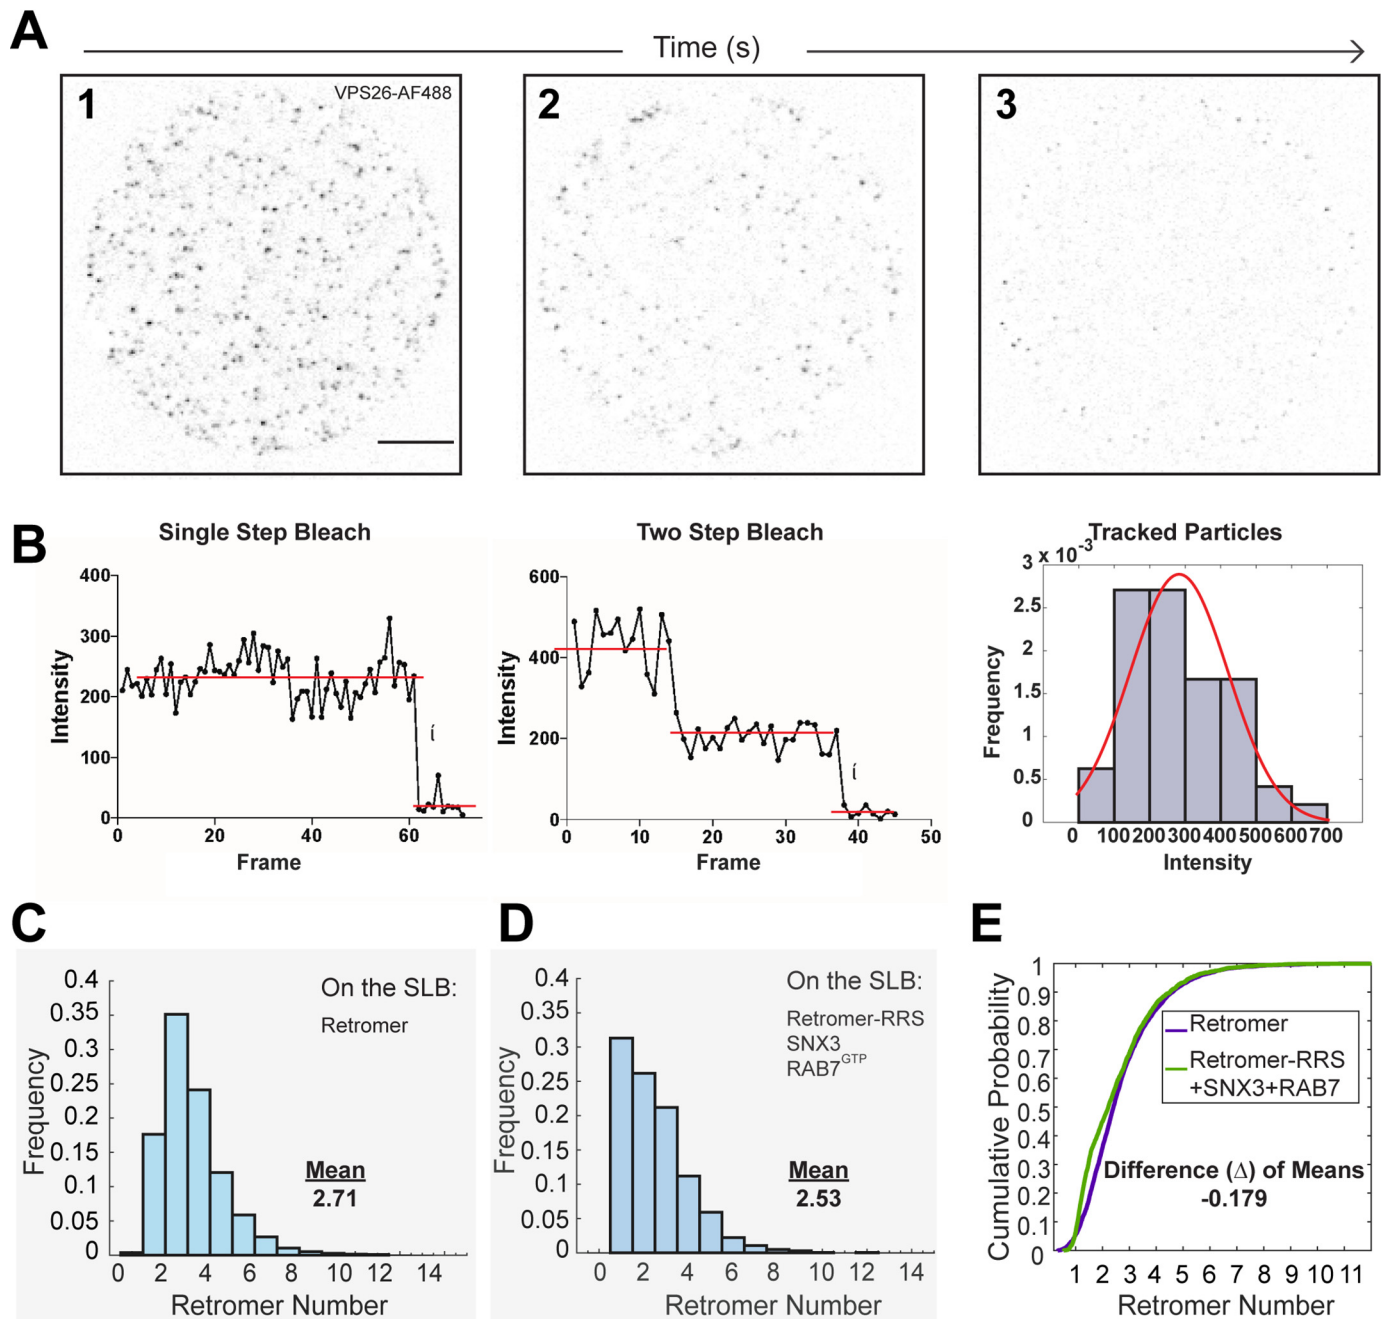 A
Time (s)
1
VPS26-AF488
2
3
B
Single Step Bleach
400
300
200
100
0
0
20
40
60
Intensity
Frame
í
Two Step Bleach
600
400
200
0
0
10
20
30
40
50
Intensity
Frame
Tracked Particles
3 x 10⁻³
2.5
2
1.5
1
0.5
0
0 100 200 300 400 500 600 700
Frequency
Intensity
C
0.4
0.35
0.3
0.25
0.2
0.15
0.1
0.05
0
0 2 4 6 8 10 12 14
Frequency
Retromer Number
On the SLB:
Retromer
Mean
2.71
D
0.4
0.3
0.25
0.2
0.15
0.1
0.05
0
0 2 4 6 8 10 12 14
Frequency
Retromer Number
On the SLB:
Retromer-RRS
SNX3
RAB7ᴳᵀᴾ
Mean
2.53
E
1
0.9
0.8
0.7
0.6
0.5
0.4
0.3
0.2
0.1
0
1 2 3 4 5 6 7 8 9 10 11
Cumulative Probability
Retromer Number
Retromer
Retromer-RRS
+SNX3+RAB7
Difference (Δ) of Means
-0.179